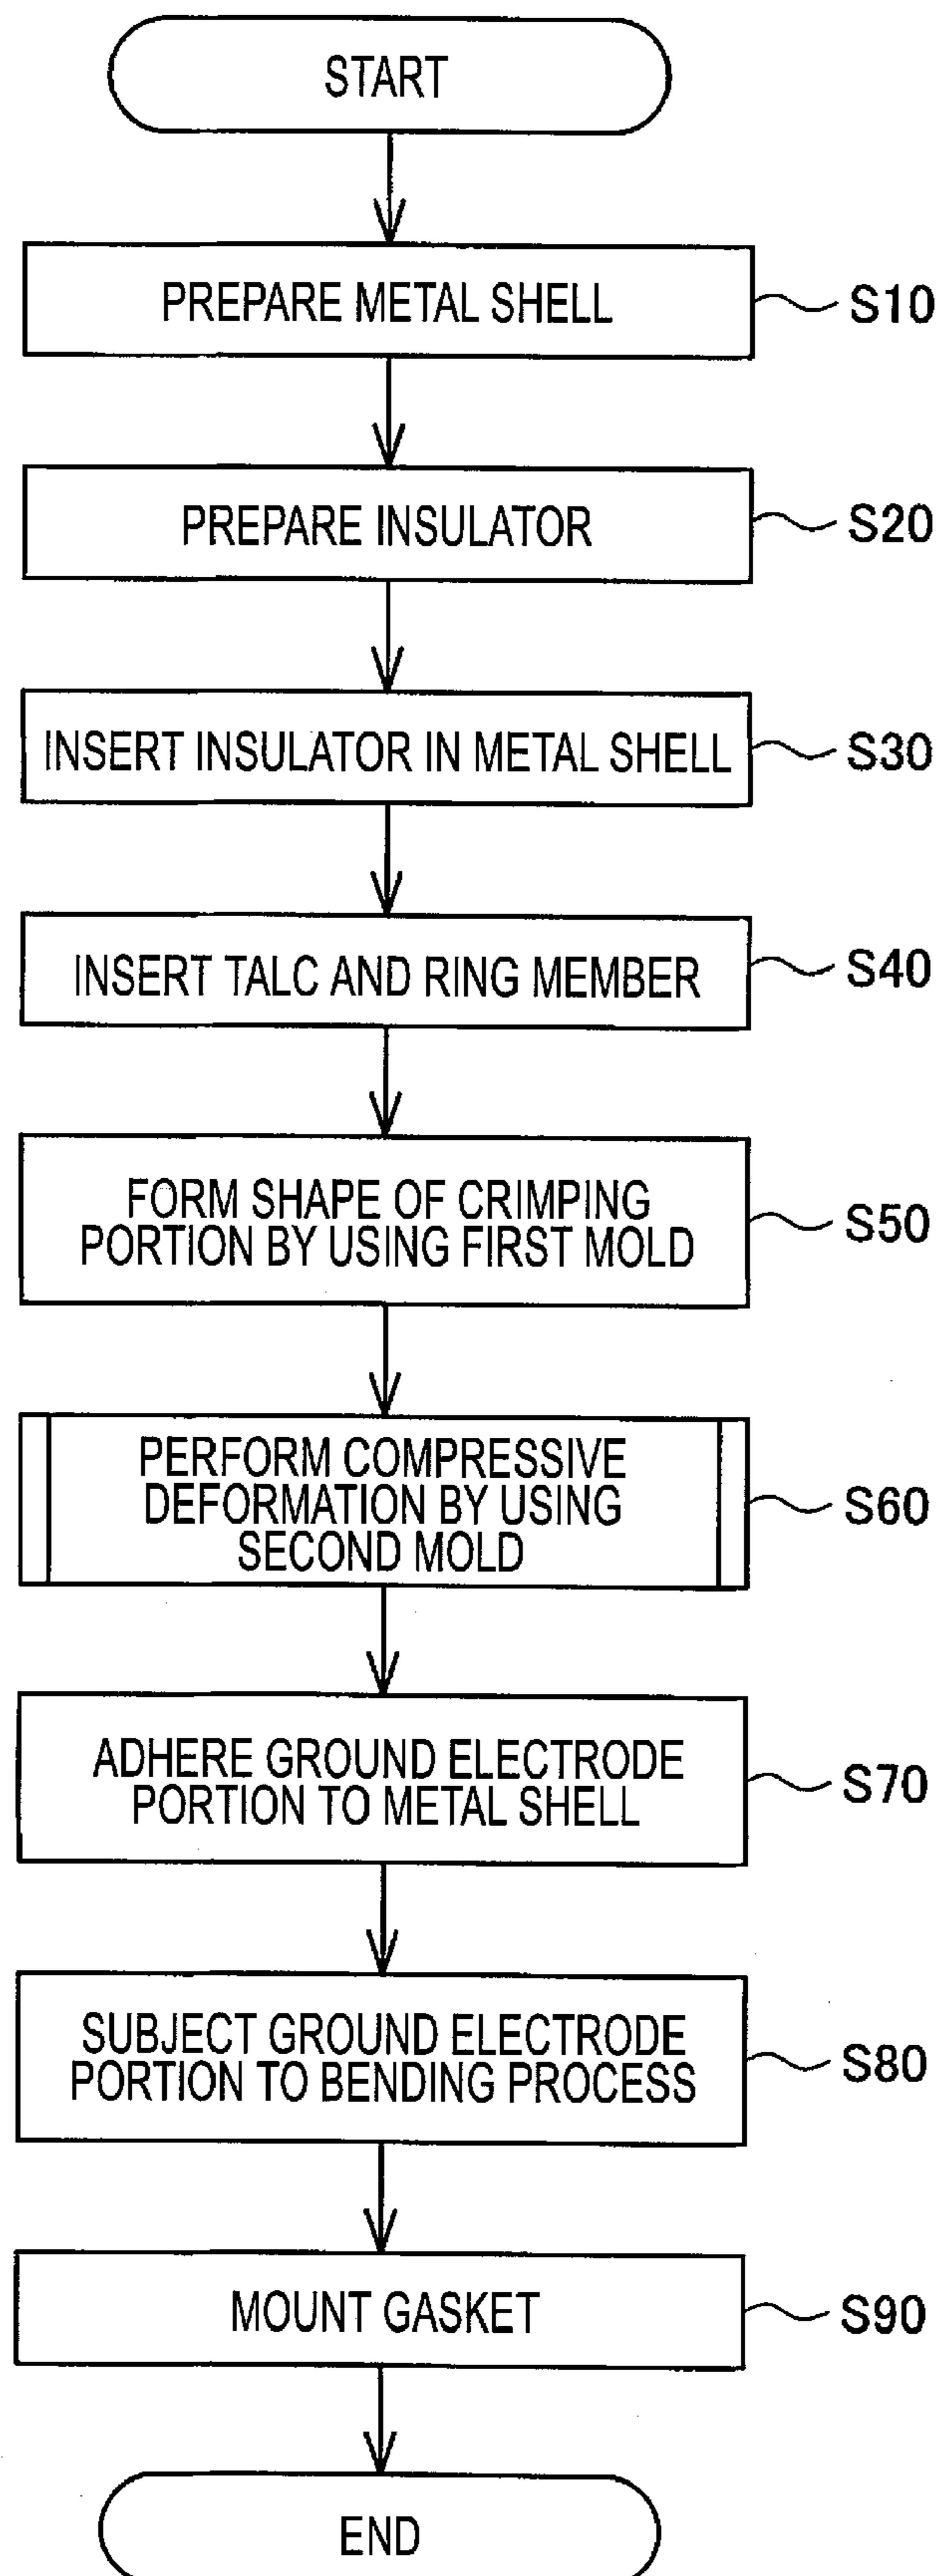 START
PREPARE METAL SHELL
S10
PREPARE INSULATOR
S20
INSERT INSULATOR IN METAL SHELL
S30
INSERT TALC AND RING MEMBER
S40
FORM SHAPE OF CRIMPING
PORTION BY USING FIRST MOLD
S50
PERFORM COMPRESSIVE
DEFORMATION BY USING
SECOND MOLD
S60
ADHERE GROUND ELECTRODE
PORTION TO METAL SHELL
S70
SUBJECT GROUND ELECTRODE
PORTION TO BENDING PROCESS
S80
MOUNT GASKET
S90
END